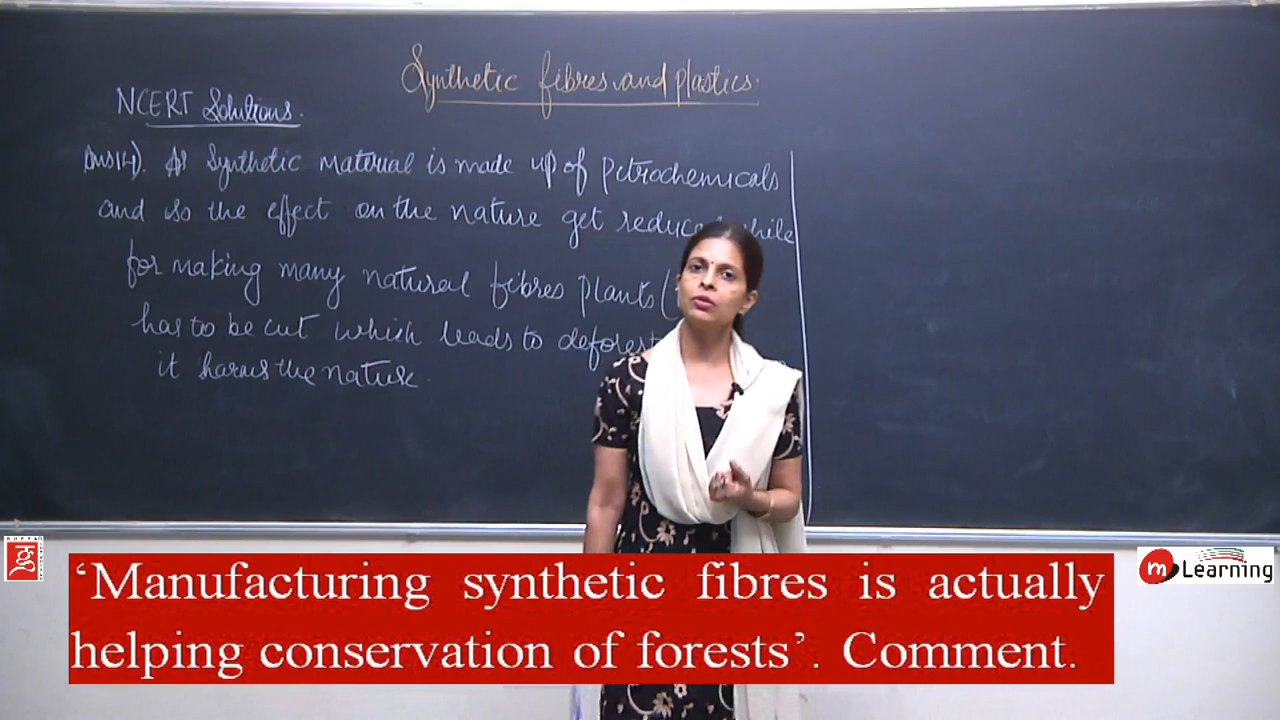 Synthetic fibres and plastics.
NCERT Solutions.
Ans14). As Synthetic material is made up of petrochemicals
and so the effect on the nature get reduced while
for making many natural fibres plants (
has to be cut which leads to
it harms the nature.
‘Manufacturing synthetic fibres is actually
helping conservation of forests’. Comment.
m Learning